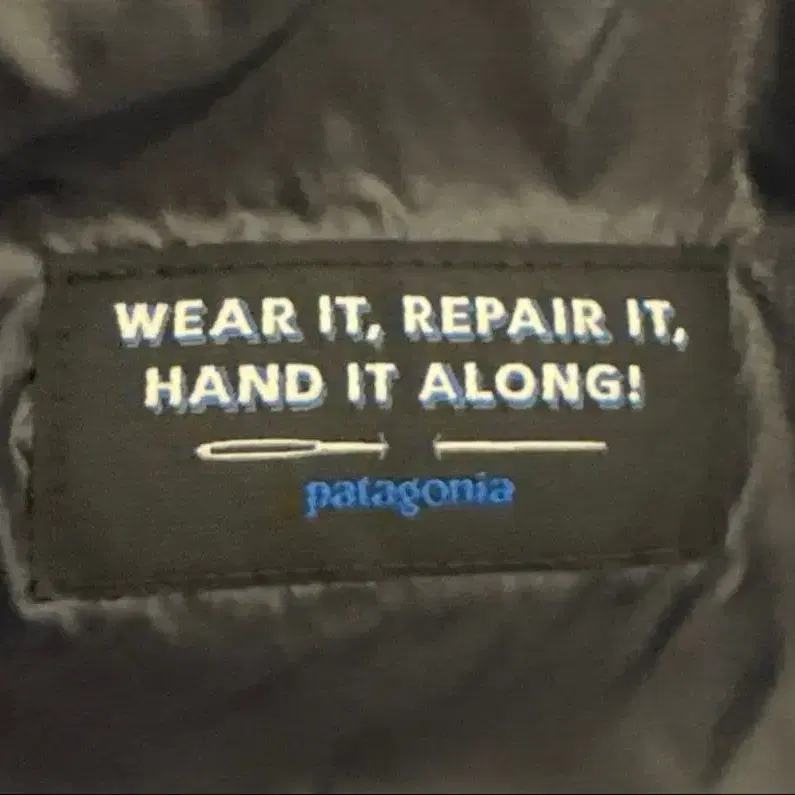 WEAR IT, REPAIR IT,
HAND IT ALONG!
patagonia